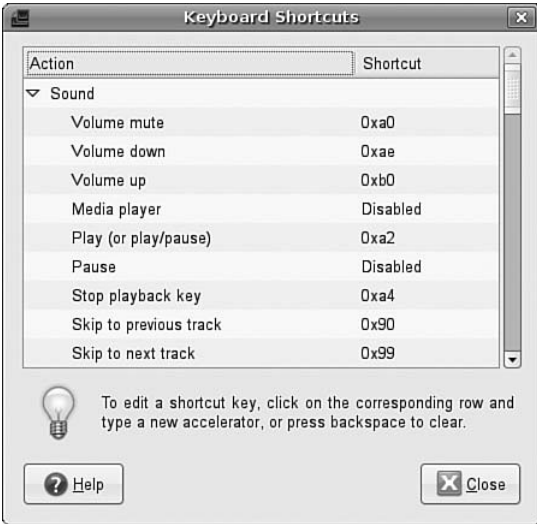 Keyboard Shortcuts
Action Shortcut
Sound
Volume mute 0xa0
Volume down 0xae
Volume up 0xb0
Media player Disabled
Play (or play/pause) 0xa2
Pause Disabled
Stop playback key 0xa4
Skip to previous track 0x90
Skip to next track 0x99
To edit a shortcut key, click on the corresponding row and
type a new accelerator, or press backspace to clear.
Help Close